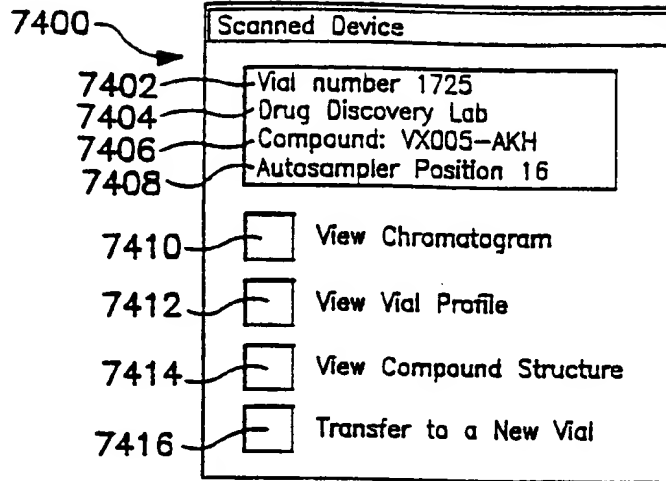 7400
Scanned Device
7402 Vial number 1725
7404 Drug Discovery Lab
7406 Compound: VX005-AKH
7408 Autosampler Position 16
7410 View Chromatogram
7412 View Vial Profile
7414 View Compound Structure
7416 Transfer to a New Vial